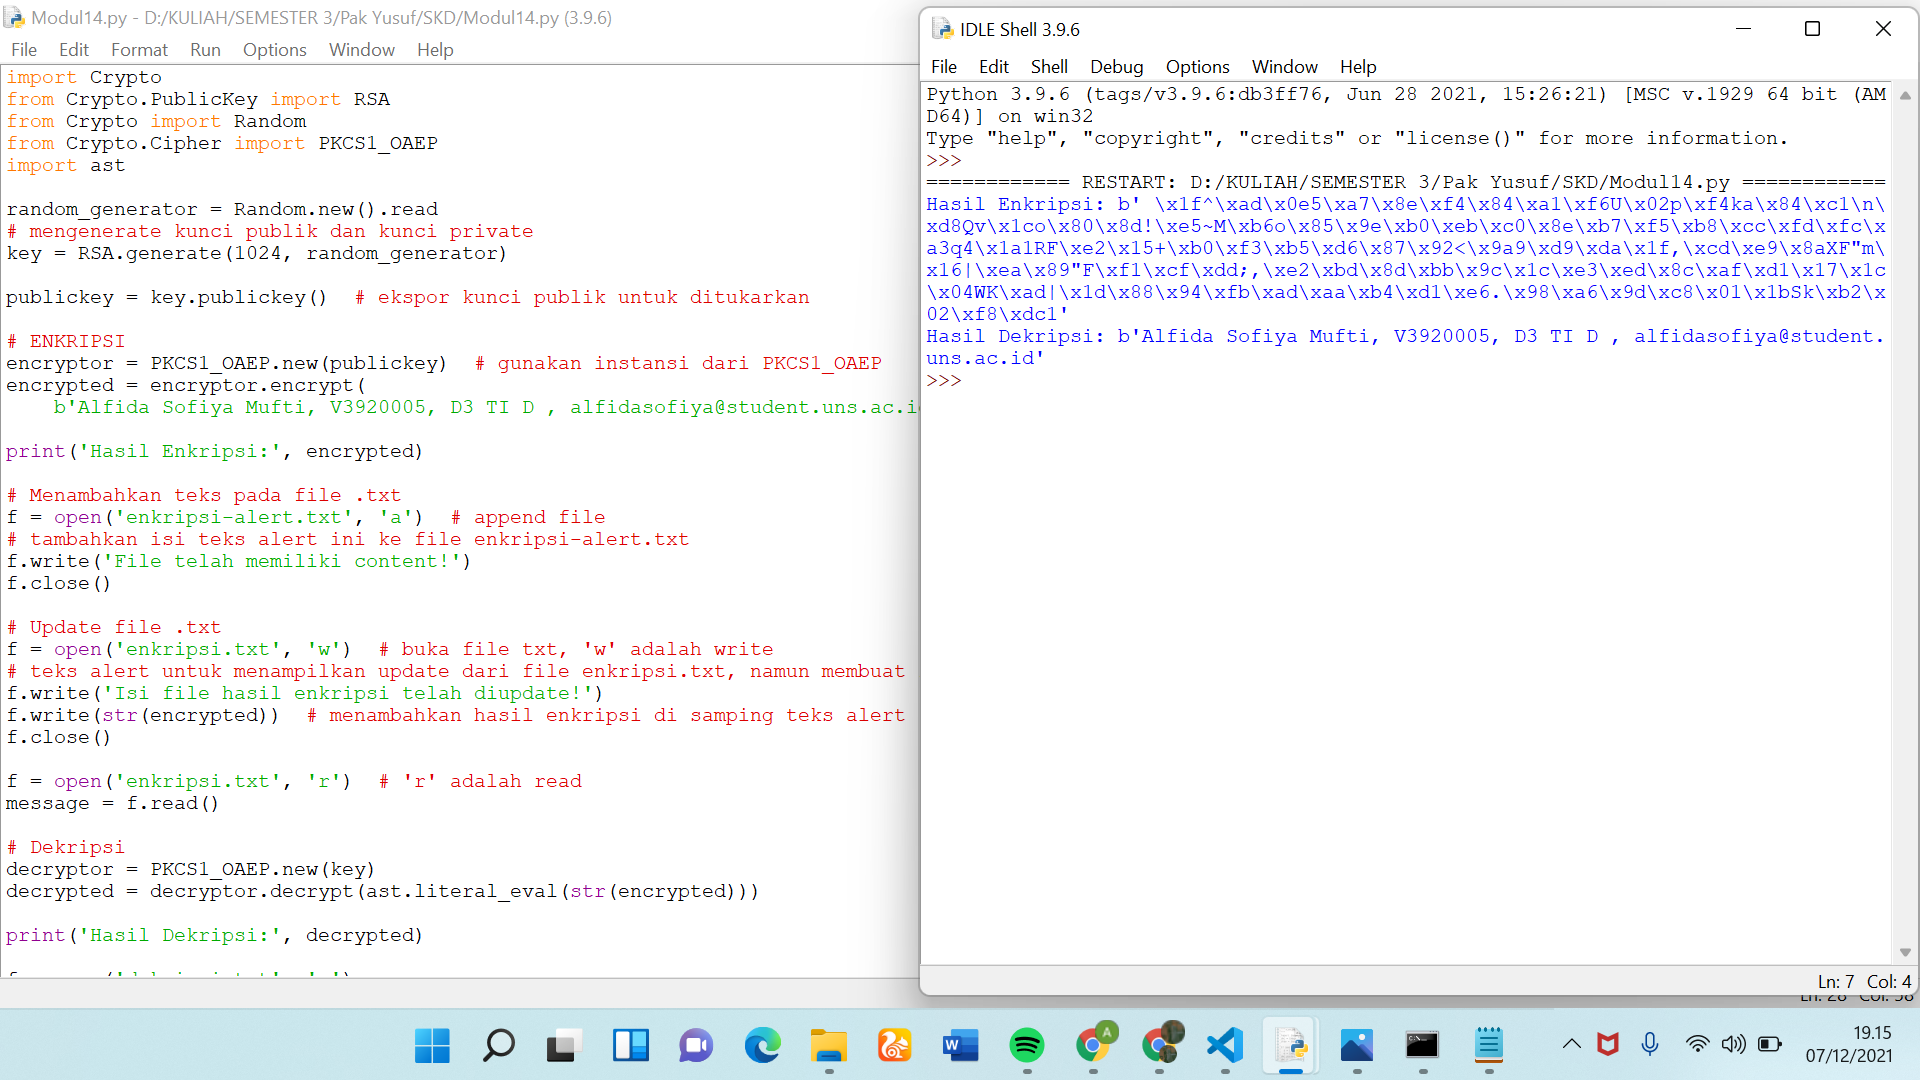 Modul14.py - D:/KULIAH/SEMESTER 3/Pak Yusuf/SKD/Modul14.py (3.9.6)
File Edit Format Run Options Window Help
import Crypto
from Crypto.PublicKey import RSA
from Crypto import Random
from Crypto.Cipher import PKCS1_OAEP
import ast
random_generator = Random.new().read
# mengenerate kunci publik dan kunci private
key = RSA.generate(1024, random_generator)
publickey = key.publickey()  # ekspor kunci publik untuk ditukarkan
# ENKRIPSI
encryptor = PKCS1_OAEP.new(publickey)  # gunakan instansi dari PKCS1_OAEP
encrypted = encryptor.encrypt(
    b'Alfida Sofiya Mufti, V3920005, D3 TI D , alfidasofiya@student.uns.ac.i
print('Hasil Enkripsi:', encrypted)
# Menambahkan teks pada file .txt
f = open('enkripsi-alert.txt', 'a')  # append file
# tambahkan isi teks alert ini ke file enkripsi-alert.txt
f.write('File telah memiliki content!')
f.close()
# Update file .txt
f = open('enkripsi.txt', 'w')  # buka file txt, 'w' adalah write
# teks alert untuk menampilkan update dari file enkripsi.txt, namun membuat
f.write('Isi file hasil enkripsi telah diupdate!')
f.write(str(encrypted))  # menambahkan hasil enkripsi di samping teks alert
f.close()
f = open('enkripsi.txt', 'r')  # 'r' adalah read
message = f.read()
# Dekripsi
decryptor = PKCS1_OAEP.new(key)
decrypted = decryptor.decrypt(ast.literal_eval(str(encrypted)))
print('Hasil Dekripsi:', decrypted)
IDLE Shell 3.9.6
File Edit Shell Debug Options Window Help
Python 3.9.6 (tags/v3.9.6:db3ff76, Jun 28 2021, 15:26:21) [MSC v.1929 64 bit (AM
D64)] on win32
Type "help", "copyright", "credits" or "license()" for more information.
>>>
============ RESTART: D:/KULIAH/SEMESTER 3/Pak Yusuf/SKD/Modul14.py ============
Hasil Enkripsi: b' \x1f^\xad\x0e5\xa7\x8e\xf4\x84\xa1\xf6U\x02p\xf4ka\x84\xc1\n\
xd8Qv\x1co\x80\x8d!\xe5~M\xb6o\x85\x9e\xb0\xeb\xc0\x8e\xb7\xf5\xb8\xcc\xfd\xfc\x
a3q4\x1a1RF\xe2\x15+\xb0\xf3\xb5\xd6\x87\x92<\x9a9\xd9\xda\x1f,\xcd\xe9\x8aXF"m\
x16|\xea\x89"F\xf1\xcf\xdd;,\xe2\xbd\x8d\xbb\x9c\x1c\xe3\xed\x8c\xaf\xd1\x17\x1c
\x04WK\xad|\x1d\x88\x94\xfb\xad\xaa\xb4\xd1\xe6.\x98\xa6\x9d\xc8\x01\x1bSk\xb2\x
02\xf8\xdc1'
Hasil Dekripsi: b'Alfida Sofiya Mufti, V3920005, D3 TI D , alfidasofiya@student.
uns.ac.id'
>>>
Ln: 7 Col: 4
19.15
07/12/2021